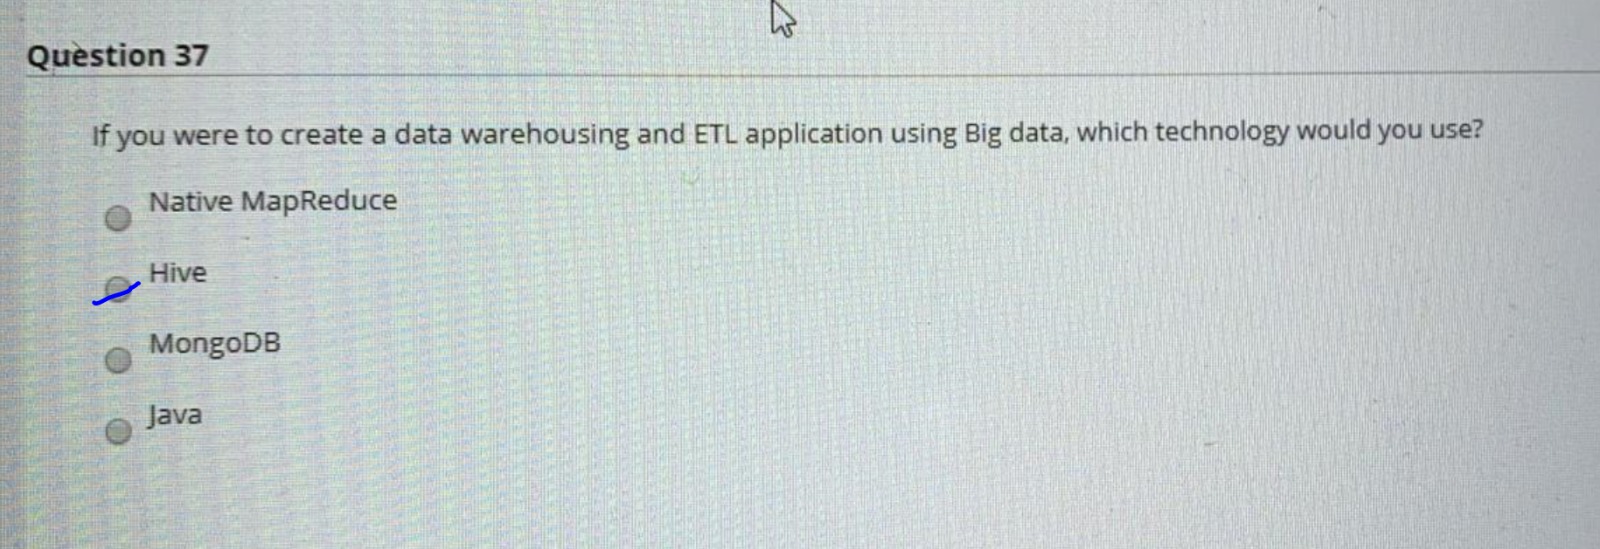 Question 37
If you were to create a data warehousing and ETL application using Big data, which technology would you use?
Native MapReduce
Hive
MongoDB
Java